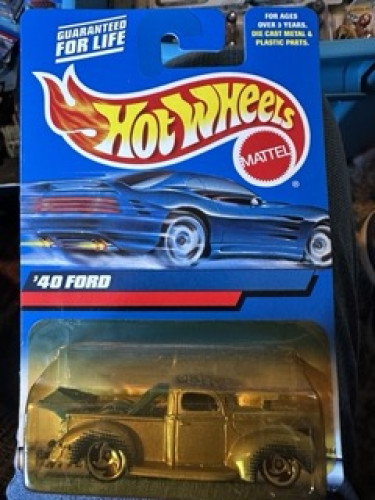 GUARANTEED
FOR LIFE
FOR AGES
OVER 3 YEARS.
DIE CAST METAL &
PLASTIC PARTS.
HOT WHEELS
MATTEL
®
'40 FORD